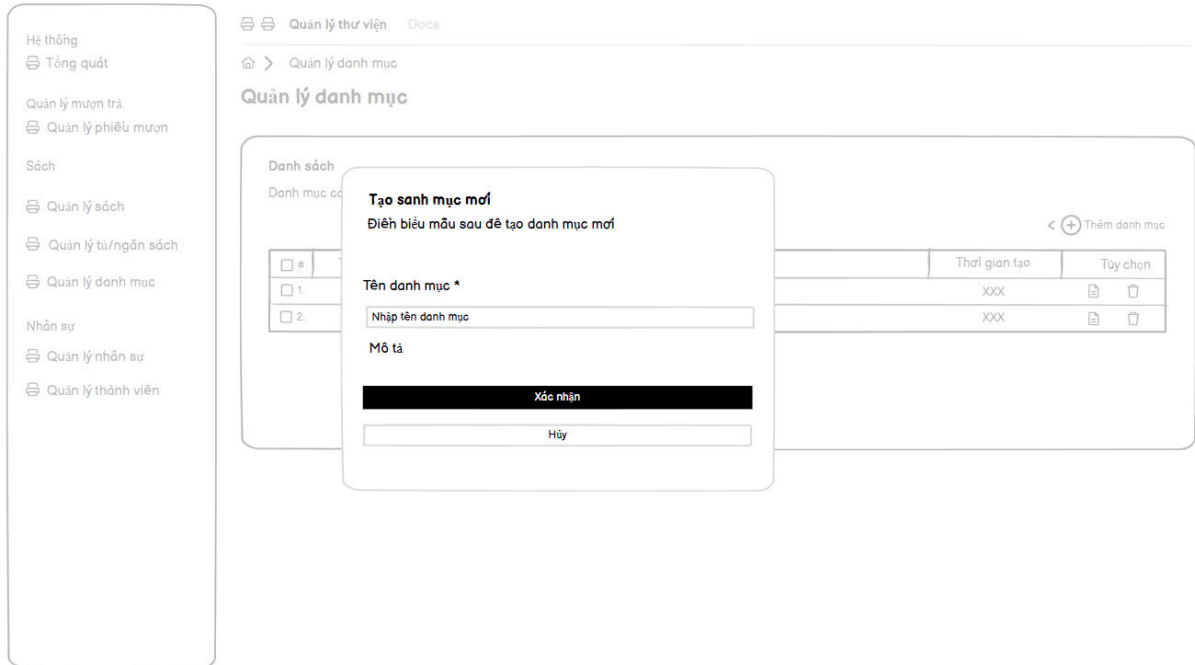 Hệ thống
Tổng quát
Quản lý mượn trả
Quản lý phiếu mượn
Sách
Quản lý sách
Quản lý tủ/ngăn sách
Quản lý danh mục
Nhân sự
Quản lý nhân sự
Quản lý thành viên
Quản lý thư viện Docs
Quản lý danh mục
Quản lý danh mục
Danh sách
Danh mục
Thêm danh mục
# Thời gian tạo Tùy chọn
1. XXX
2. XXX
Tạo sanh mục mới
Điền biểu mẫu sau để tạo danh mục mới
Tên danh mục *
Nhập tên danh mục
Mô tả
Xác nhận
Hủy